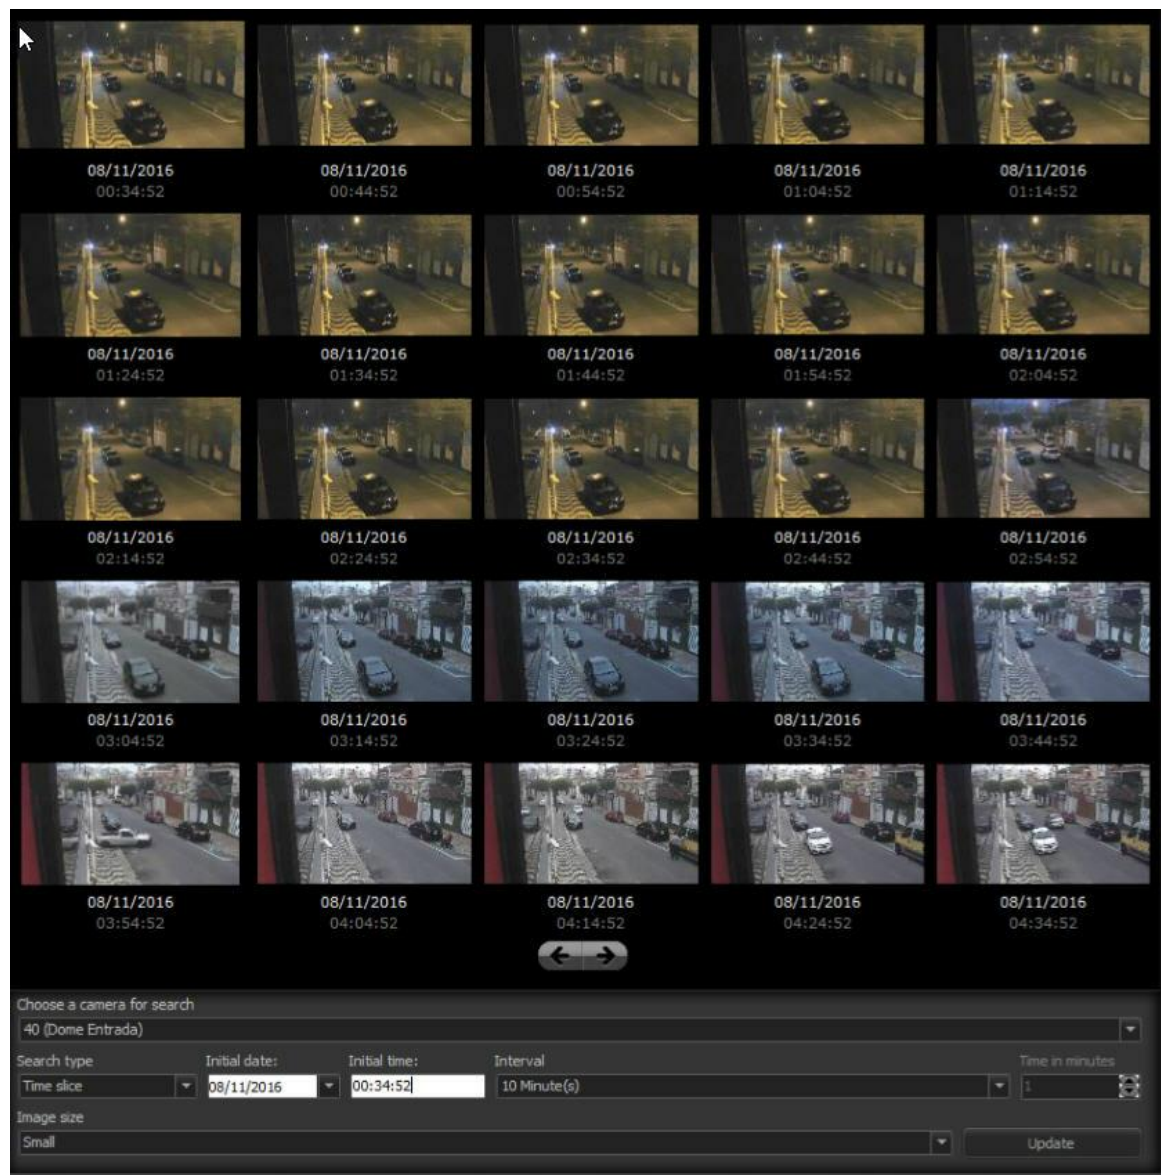 08/11/2016 08/11/2016 08/11/2016 08/11/2016 08/11/2016
00:34:52 00:44:52 00:54:52 01:04:52 01:14:52
08/11/2016 08/11/2016 08/11/2016 08/11/2016 08/11/2016
01:24:52 01:34:52 01:44:52 01:54:52 02:04:52
08/11/2016 08/11/2016 08/11/2016 08/11/2016 08/11/2016
02:14:52 02:24:52 02:34:52 02:44:52 02:54:52
08/11/2016 08/11/2016 08/11/2016 08/11/2016 08/11/2016
03:04:52 03:14:52 03:24:52 03:34:52 03:44:52
08/11/2016 08/11/2016 08/11/2016 08/11/2016 08/11/2016
03:54:52 04:04:52 04:14:52 04:24:52 04:34:52
Choose a camera for search
40 (Dome Entrada)
Search type Initial date: Initial time: Interval Time in minutes
Time slice 08/11/2016 00:34:52 10 Minute(s) 1
Image size
Small Update